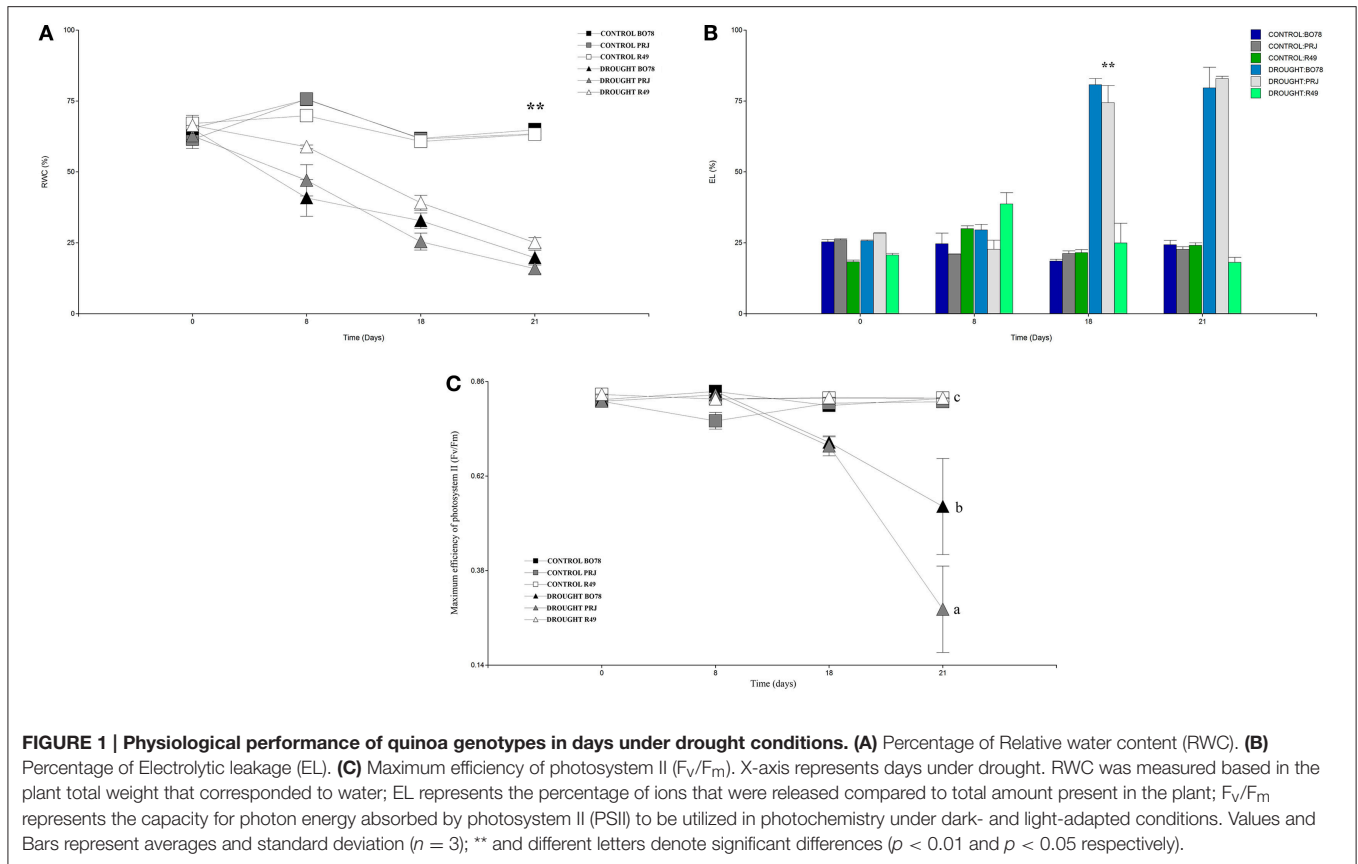 A
100
75
50
25
0
RWC (%)
0 8 18 21
Time (Days)
**
CONTROL BO78
CONTROL PRJ
CONTROL R49
DROUGHT BO78
DROUGHT PRJ
DROUGHT R49
B
100
75
50
25
0
EL (%)
0 8 18 21
Time (Days)
**
CONTROL:BO78
CONTROL:PRJ
CONTROL:R49
DROUGHT:BO78
DROUGHT:PRJ
DROUGHT:R49
C
0.86
0.62
0.38
0.14
Maximum efficiency of photosystem II (Fv/Fm)
0 8 18 21
Time (days)
c
b
a
CONTROL BO78
CONTROL PRJ
CONTROL R49
DROUGHT BO78
DROUGHT PRJ
DROUGHT R49
FIGURE 1 | Physiological performance of quinoa genotypes in days under drought conditions. (A) Percentage of Relative water content (RWC). (B)
Percentage of Electrolytic leakage (EL). (C) Maximum efficiency of photosystem II (Fv/Fm). X-axis represents days under drought. RWC was measured based in the
plant total weight that corresponded to water; EL represents the percentage of ions that were released compared to total amount present in the plant; Fv/Fm
represents the capacity for photon energy absorbed by photosystem II (PSII) to be utilized in photochemistry under dark- and light-adapted conditions. Values and
Bars represent averages and standard deviation (n = 3); ** and different letters denote significant differences (p < 0.01 and p < 0.05 respectively).